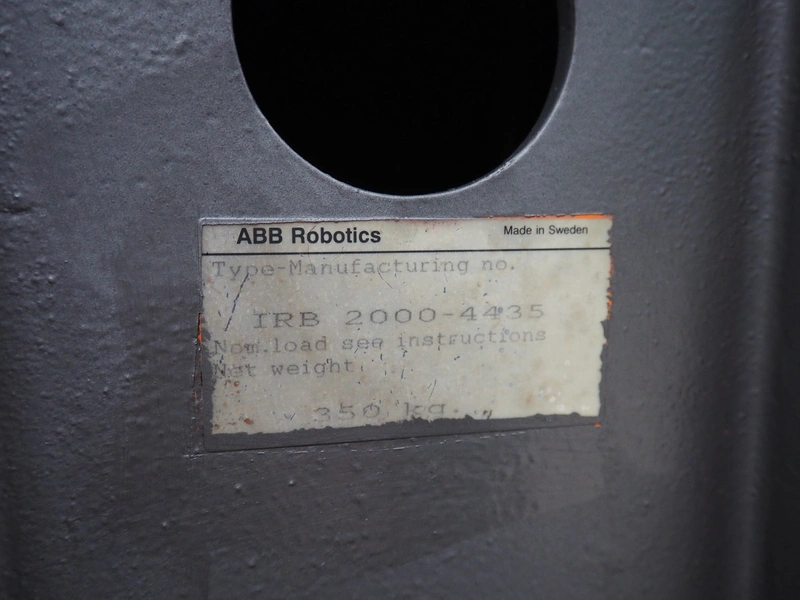 ABB Robotics Made in Sweden
Type-Manufacturing no.
IRB 2000-4435
Nom.load see instructions
Net weight
350 kg